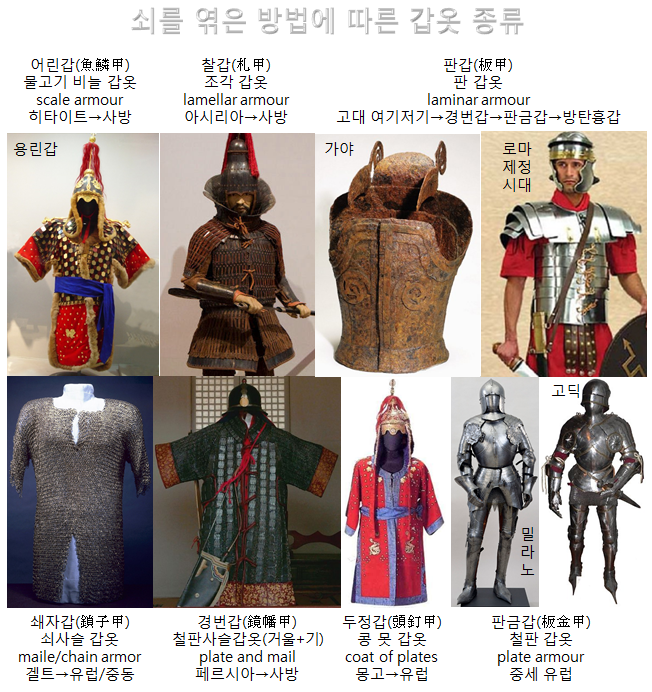 쇠를 엮은 방법에 따른 갑옷 종류
어린갑(魚鱗甲)
물고기 비늘 갑옷
scale armour
히타이트→사방
찰갑(札甲)
조각 갑옷
lamellar armour
아시리아→사방
판갑(板甲)
판 갑옷
laminar armour
고대 여기저기→경번갑→판금갑→방탄흉갑
용린갑
가야
로마
제정
시대
고딕
밀
라
노
쇄자갑(鎖子甲)
쇠사슬 갑옷
maile/chain armor
켈트→유럽/중동
경번갑(鏡幡甲)
철판사슬갑옷(거울+기)
plate and mail
페르시아→사방
두정갑(頭釘甲)
콩 못 갑옷
coat of plates
몽고→유럽
판금갑(板金甲)
철판 갑옷
plate armour
중세 유럽